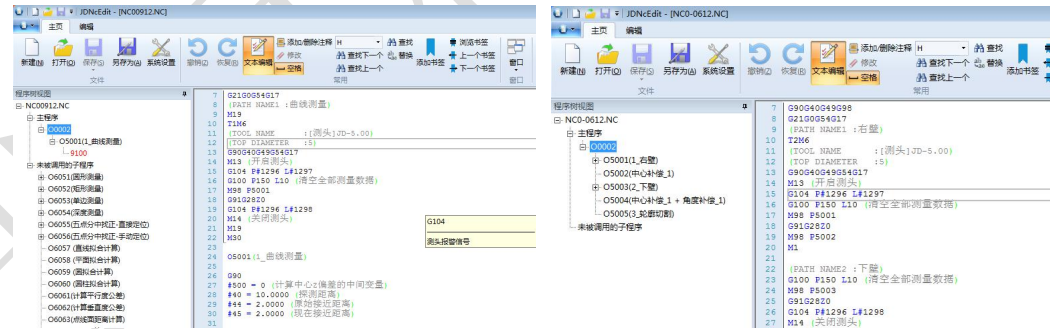 JDNcEdit - [NC00912.NC]
主页 编辑
新建(N) 打开(O) 保存(S) 另存为(A) 系统设置
文件
撤销(Z) 恢复(R) 文本编辑
添加/删除注释 H
修改
空格
查找
查找下一个 替换
查找上一个
常用
添加书签
浏览书签
上一个书签
下一个书签
窗口
窗口
程序树视图
NC00912.NC
主程序
O0002
O5001(1_曲线测量)
9100
未被调用的子程序
O6051(圆形测量)
O6052(矩形测量)
O6053(单边测量)
O6054(深度测量)
O6055(五点分中找正-直接定位)
O6056(五点分中找正-手动定位)
O6057 (直线拟合计算)
O6058 (平面拟合计算)
O6059 (圆拟合计算)
O6060 (圆柱拟合计算)
O6061(计算平行度公差)
O6062(计算垂直度公差)
O6063(点线面距离计算)
7 G21G0G54G17
8 (PATH NAME1 :曲线测量)
9 M19
10 T1M6
11 (TOOL NAME :[测头]JD-5.00)
12 (TOP DIAMETER :5)
13 G90G40G49G54G17
14 M13 (开启测头)
15 G104 P#1296 L#1297
16 G100 P150 L10 (清空全部测量数据)
17 M98 P5001
18 G91G28Z0
19 G104 P#1296 L#1298
20 M14 (关闭测头)
21 M19
22 M30
23
24 O5001(1_曲线测量)
25
26 G90
27 #500 = 0 (计算中心z偏差的中间变量)
28 #40 = 10.0000 (探测距离)
29 #44 = 2.0000 (原始接近距离)
30 #45 = 2.0000 (现在接近距离)
31
G104
测头报警信号
JDNcEdit - [NC0-0612.NC]
主页 编辑
新建(N) 打开(O) 保存(S) 另存为(A) 系统设置
文件
撤销(Z) 恢复(R) 文本编辑
添加/删除注释 H
修改
空格
查找
查找下一个 替换
查找上一个
常用
添加书签
程序树视图
NC0-0612.NC
主程序
O0002
O5001(1_右壁)
O5002(中心补偿_1)
O5003(2_下壁)
O5004(中心补偿_1 + 角度补偿_1)
O5005(3_轮廓切割)
未被调用的子程序
7 G90G40G49G98
8 G21G0G54G17
9 (PATH NAME1 :右壁)
10 T2M6
11 (TOOL NAME :[测头]JD-5.00)
12 (TOP DIAMETER :5)
13 G90G40G49G54G17
14 M13 (开启测头)
15 G104 P#1296 L#1297
16 G100 P150 L10 (清空全部测量数据)
17 M98 P5001
18 G91G28Z0
19 M98 P5002
20 M1
21
22 (PATH NAME2 :下壁)
23 G100 P150 L10 (清空全部测量数据)
24 M98 P5003
25 G91G28Z0
26 G104 P#1296 L#1298
27 M14 (关闭测头)